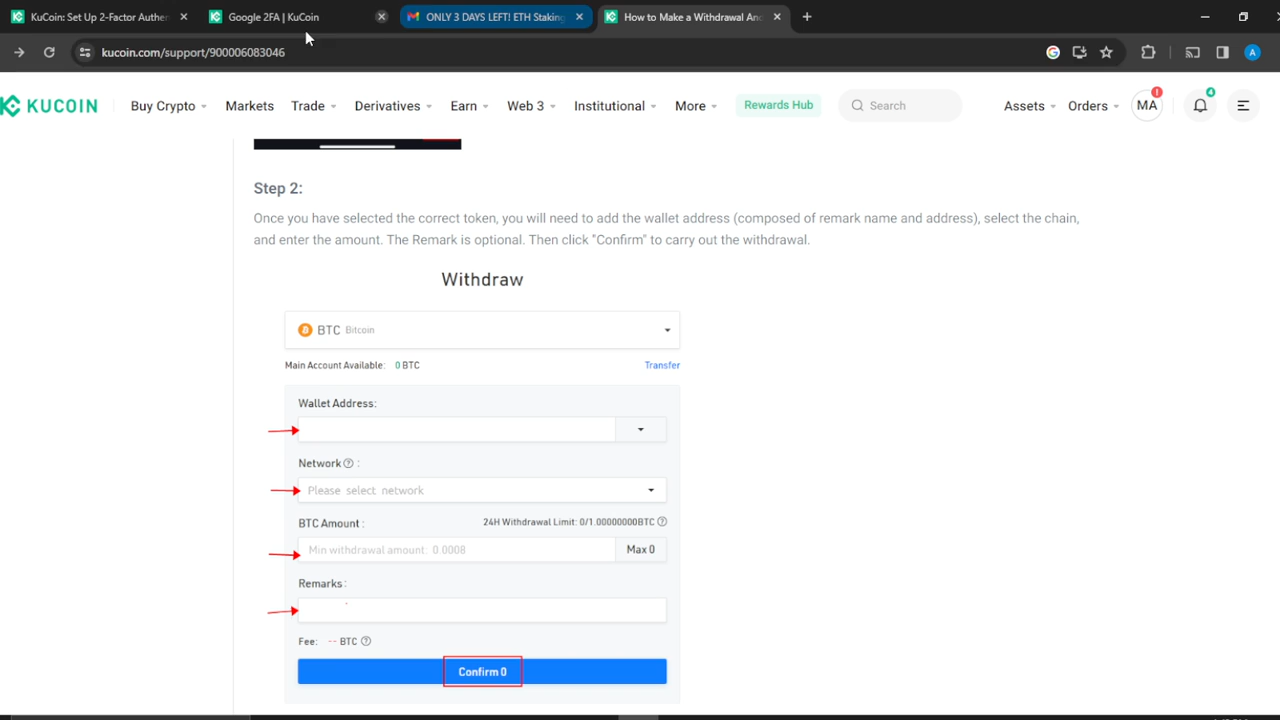 KuCoin: Set Up 2-Factor Auther
Google 2FA | KuCoin
ONLY 3 DAYS LEFT! ETH Staking
How to Make a Withdrawal And
kucoin.com/support/900006083046
A
KUCOIN
Buy Crypto
Markets
Trade
Derivatives
Earn
Web 3
Institutional
More
Rewards Hub
Search
Assets
Orders
MA
!
4
Step 2:
Once you have selected the correct token, you will need to add the wallet address (composed of remark name and address), select the chain,
and enter the amount. The Remark is optional. Then click "Confirm" to carry out the withdrawal.
Withdraw
BTC Bitcoin
Main Account Available: 0 BTC
Transfer
Wallet Address:
Network ? :
Please select network
BTC Amount :
24H Withdrawal Limit: 0/1.00000000BTC ?
Min withdrawal amount: 0 0008
Max 0
Remarks :
Fee: -- BTC ?
Confirm 0